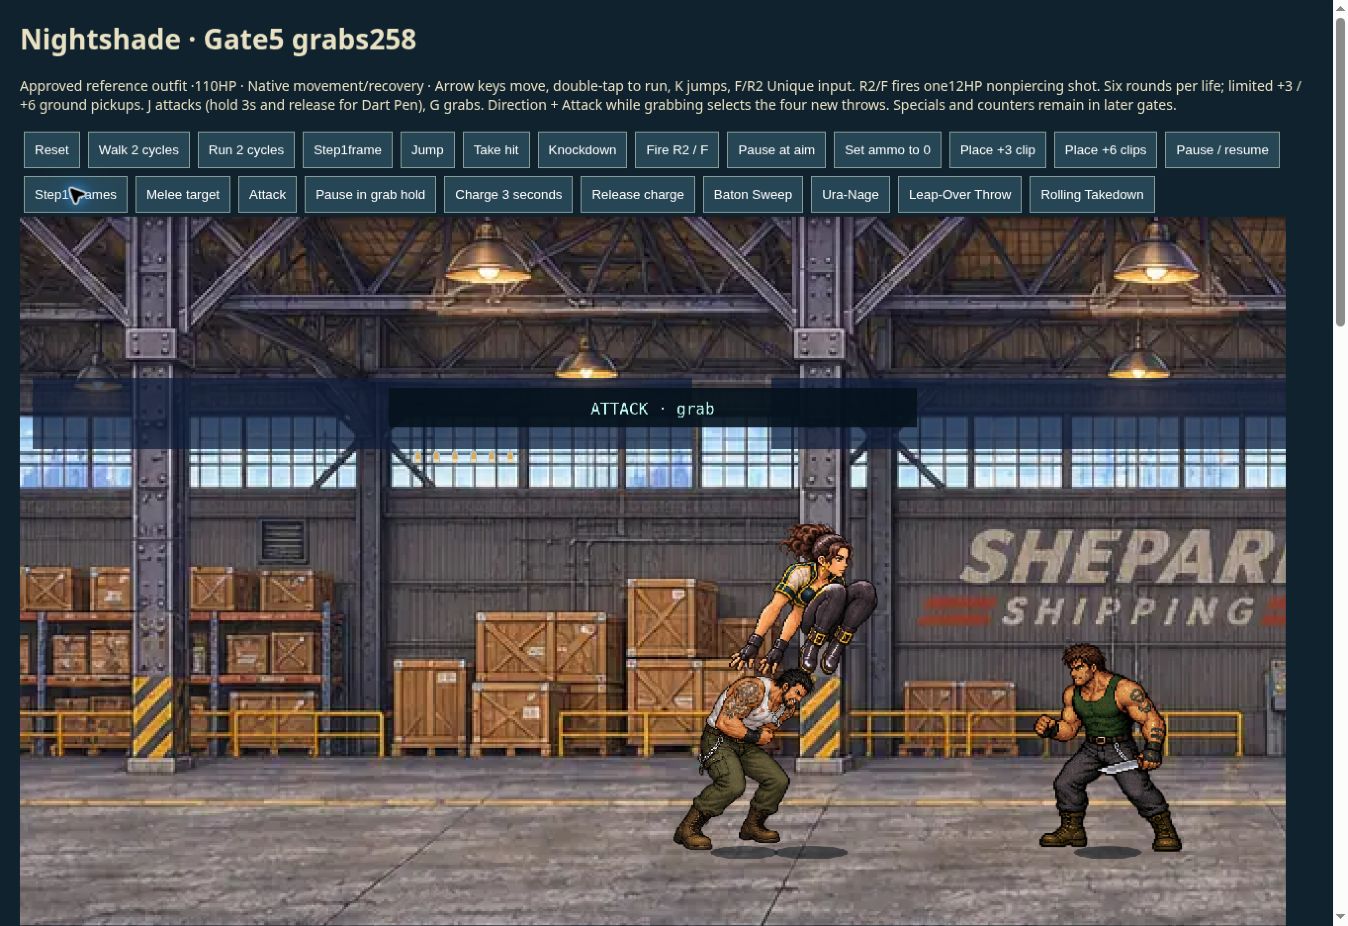 Nightshade · Gate5 grabs258
Approved reference outfit ·110HP · Native movement/recovery · Arrow keys move, double-tap to run, K jumps, F/R2 Unique input. R2/F fires one12HP nonpiercing shot. Six rounds per life; limited +3 /
+6 ground pickups. J attacks (hold 3s and release for Dart Pen), G grabs. Direction + Attack while grabbing selects the four new throws. Specials and counters remain in later gates.
Reset Walk 2 cycles Run 2 cycles Step1frame Jump Take hit Knockdown Fire R2 / F Pause at aim Set ammo to 0 Place +3 clip Place +6 clips Pause / resume
Melee target Attack Pause in grab hold Charge 3 seconds Release charge Baton Sweep Ura-Nage Leap-Over Throw Rolling Takedown
ATTACK · grab
SHIPPING